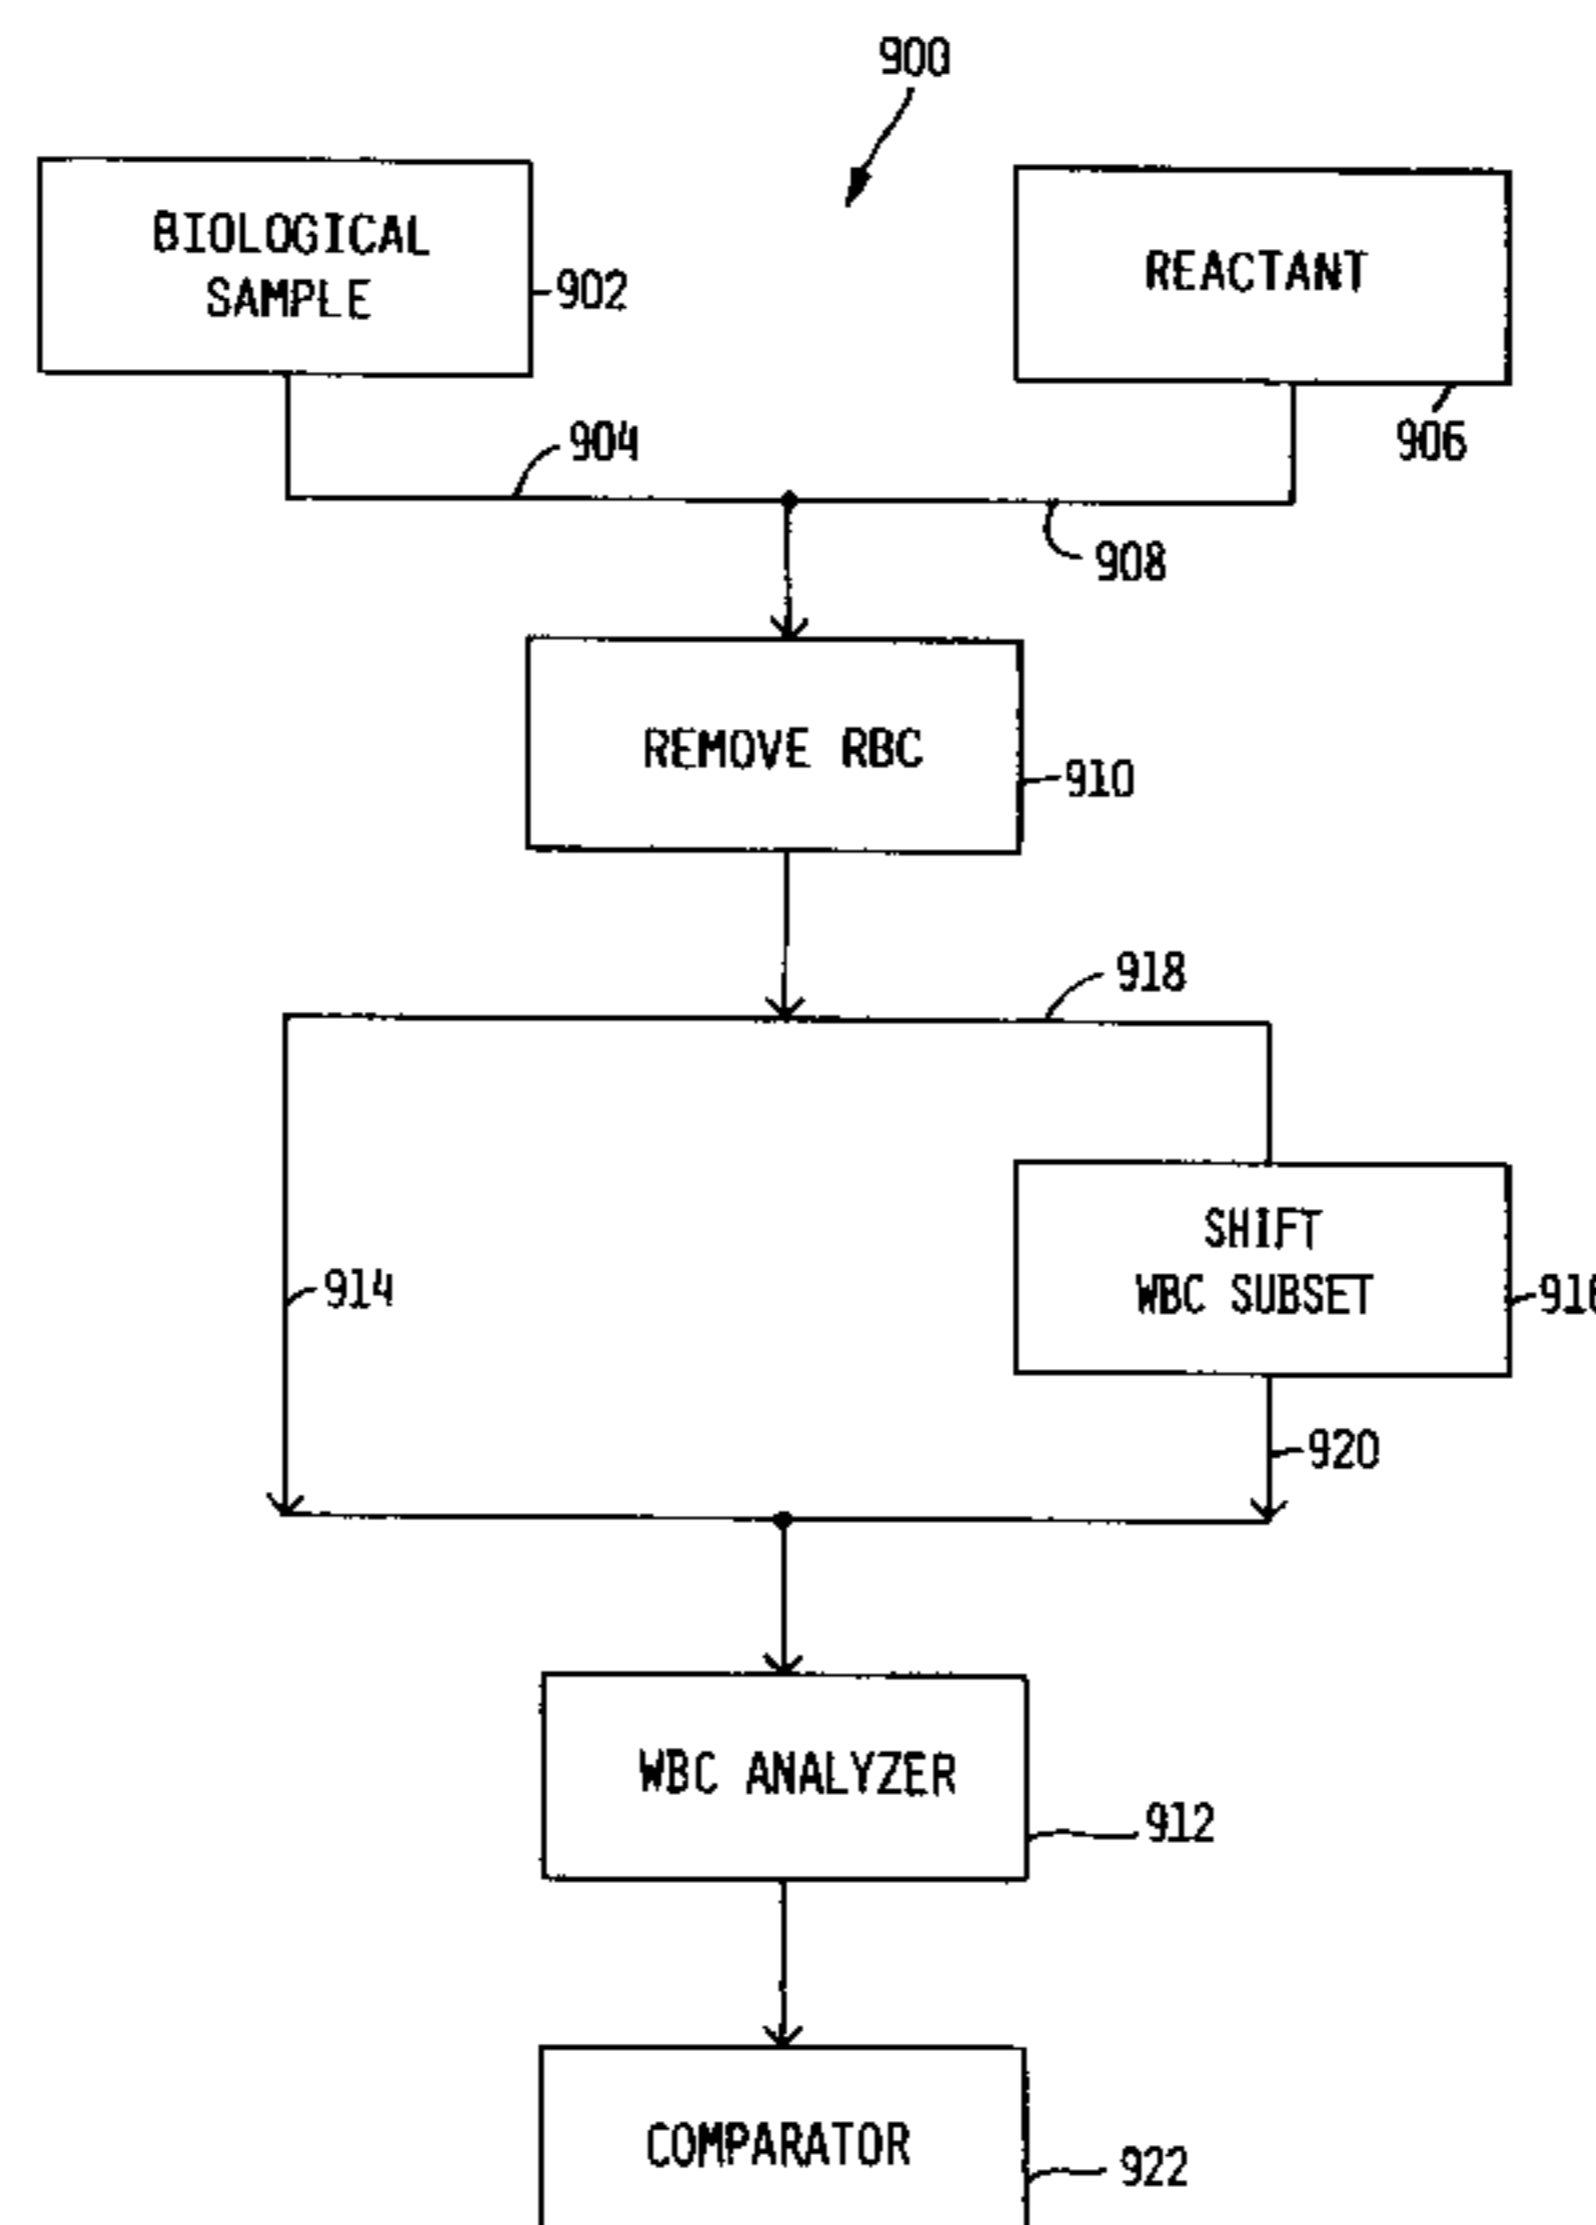 900
BIOLOGICAL
SAMPLE
902
REACTANT
906
904
908
REMOVE RBC
910
918
914
SHIFT
WBC SUBSET
920
WBC ANALYZER
912
COMPARATOR
922